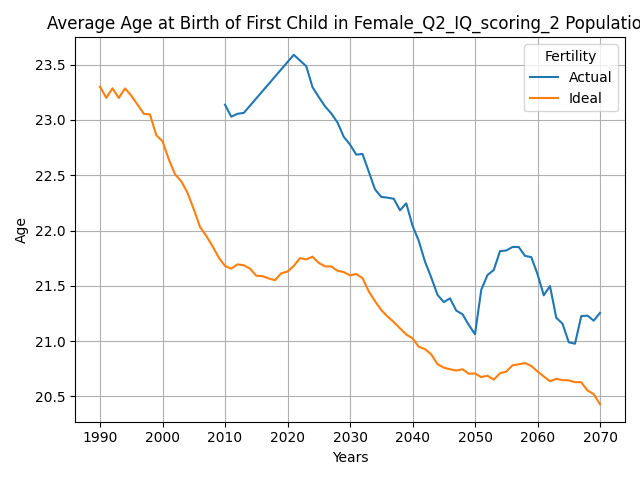 Average Age at Birth of First Child in Female_Q2_IQ_scoring_2 Populatio
Fertility
Actual
Ideal
23.5
23.0
22.5
22.0
21.5
21.0
20.5
Age
1990 2000 2010 2020 2030 2040 2050 2060 2070
Years